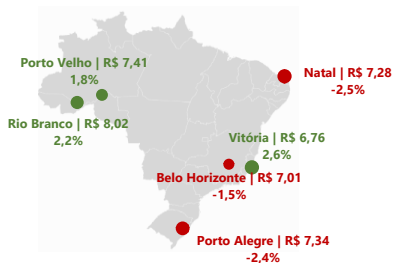 Porto Velho | R$ 7,41
1,8%
Natal | R$ 7,28
-2,5%
Rio Branco | R$ 8,02
2,2%
Vitória | R$ 6,76
2,6%
Belo Horizonte | R$ 7,01
-1,5%
Porto Alegre | R$ 7,34
-2,4%